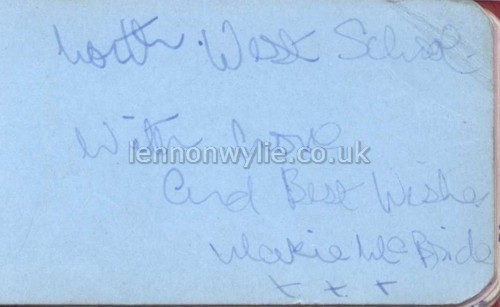 North West School
With Love
lennonwylie.co.uk
and Best Wishes
Marie McBride
x x x